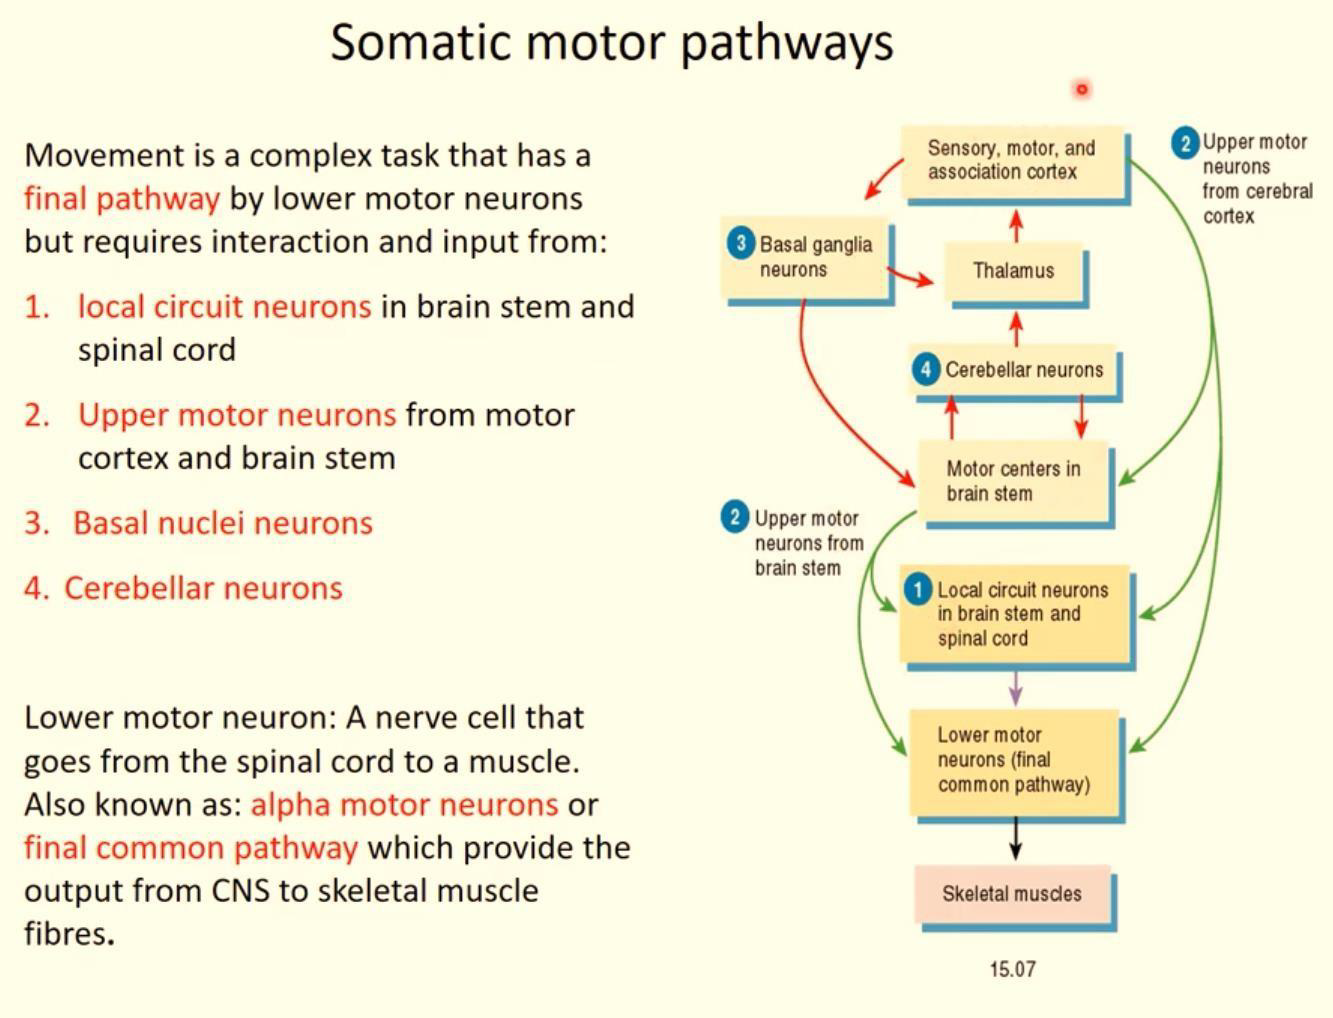 Somatic motor pathways
Movement is a complex task that has a
final pathway by lower motor neurons
but requires interaction and input from:
1. local circuit neurons in brain stem and
spinal cord
2. Upper motor neurons from motor
cortex and brain stem
3. Basal nuclei neurons
4. Cerebellar neurons
Lower motor neuron: A nerve cell that
goes from the spinal cord to a muscle.
Also known as: alpha motor neurons or
final common pathway which provide the
output from CNS to skeletal muscle
fibres.
Sensory, motor, and
association cortex
2 Upper motor
neurons
from cerebral
cortex
3 Basal ganglia
neurons
Thalamus
4 Cerebellar neurons
Motor centers in
brain stem
2 Upper motor
neurons from
brain stem
1 Local circuit neurons
in brain stem and
spinal cord
Lower motor
neurons (final
common pathway)
Skeletal muscles
15.07